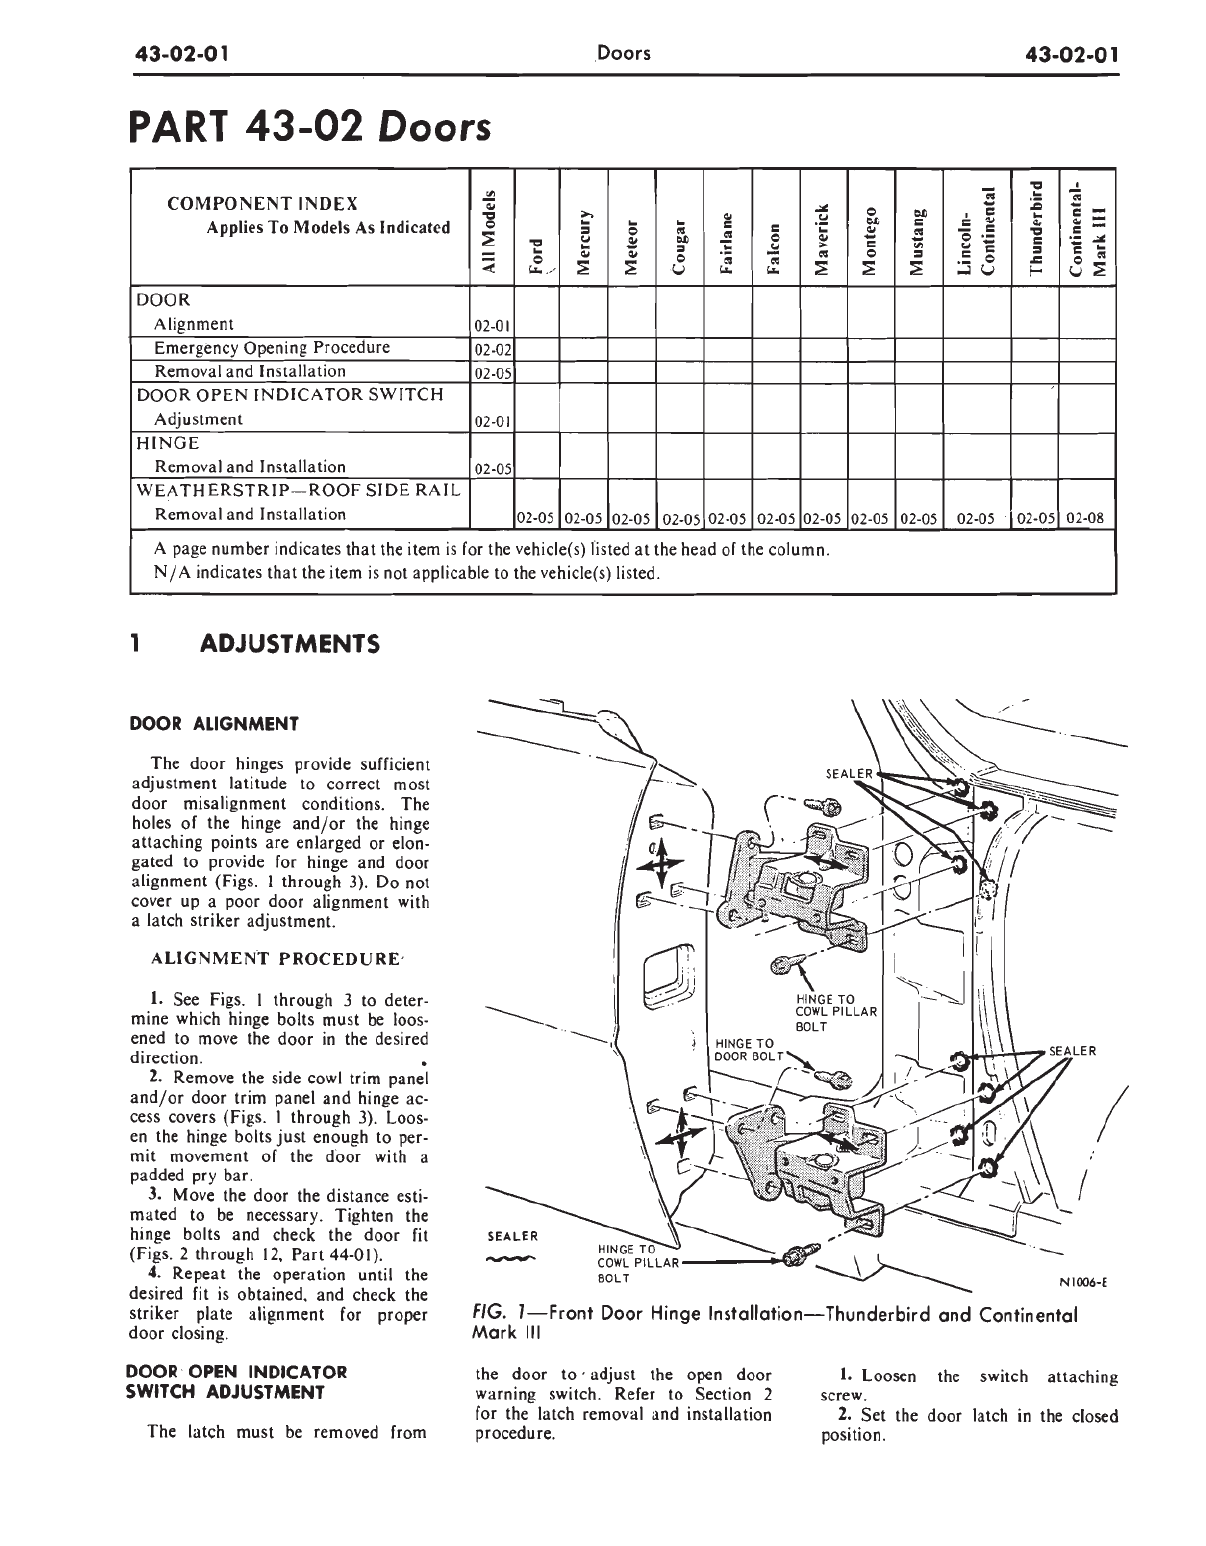 43-02-01 Doors 43-02-01
PART 43-02 Doors
COMPONENT INDEX
Applies To Models As Indicated
All Models
Ford
Mercury
Meteor
Cougar
Fairlane
Falcon
Maverick
Montego
Mustang
Lincoln-
Continental
Thunderbird
Continental-
Mark III
DOOR
Alignment 02-01
Emergency Opening Procedure 02-02
Removal and Installation 02-05
DOOR OPEN INDICATOR SWITCH
Adjustment 02-01
HINGE
Removal and Installation 02-05
WEATHERSTRIP—ROOF SIDE RAIL
Removal and Installation 02-05 02-05 02-05 02-05 02-05 02-05 02-05 02-05 02-05 02-05 02-05 02-08
A page number indicates that the item is for the vehicle(s) listed at the head of the column.
N/A indicates that the item is not applicable to the vehicle(s) listed.
1 ADJUSTMENTS
DOOR ALIGNMENT
The door hinges provide sufficient
adjustment latitude to correct most
door misalignment conditions. The
holes of the hinge and/or the hinge
attaching points are enlarged or elon-
gated to provide for hinge and door
alignment (Figs. 1 through 3). Do not
cover up a poor door alignment with
a latch striker adjustment.
ALIGNMENT PROCEDURE
1. See Figs. 1 through 3 to deter-
mine which hinge bolts must be loos-
ened to move the door in the desired
direction.
2. Remove the side cowl trim panel
and/or door trim panel and hinge ac-
cess covers (Figs. 1 through 3). Loos-
en the hinge bolts just enough to per-
mit movement of the door with a
padded pry bar.
3. Move the door the distance esti-
mated to be necessary. Tighten the
hinge bolts and check the door fit
(Figs. 2 through 12, Part 44-01).
4. Repeat the operation until the
desired fit is obtained, and check the
striker plate alignment for proper
door closing.
DOOR OPEN INDICATOR
SWITCH ADJUSTMENT
The latch must be removed from
SEALER
HINGE TO
COWL PILLAR
BOLT
HINGE TO
DOOR BOLT
SEALER
SEALER
HINGE TO
COWL PILLAR
BOLT
N1006-E
FIG. 1—Front Door Hinge Installation—Thunderbird and Continental
Mark III
the door to adjust the open door
warning switch. Refer to Section 2
for the latch removal and installation
procedure.
1. Loosen the switch attaching
screw.
2. Set the door latch in the closed
position.